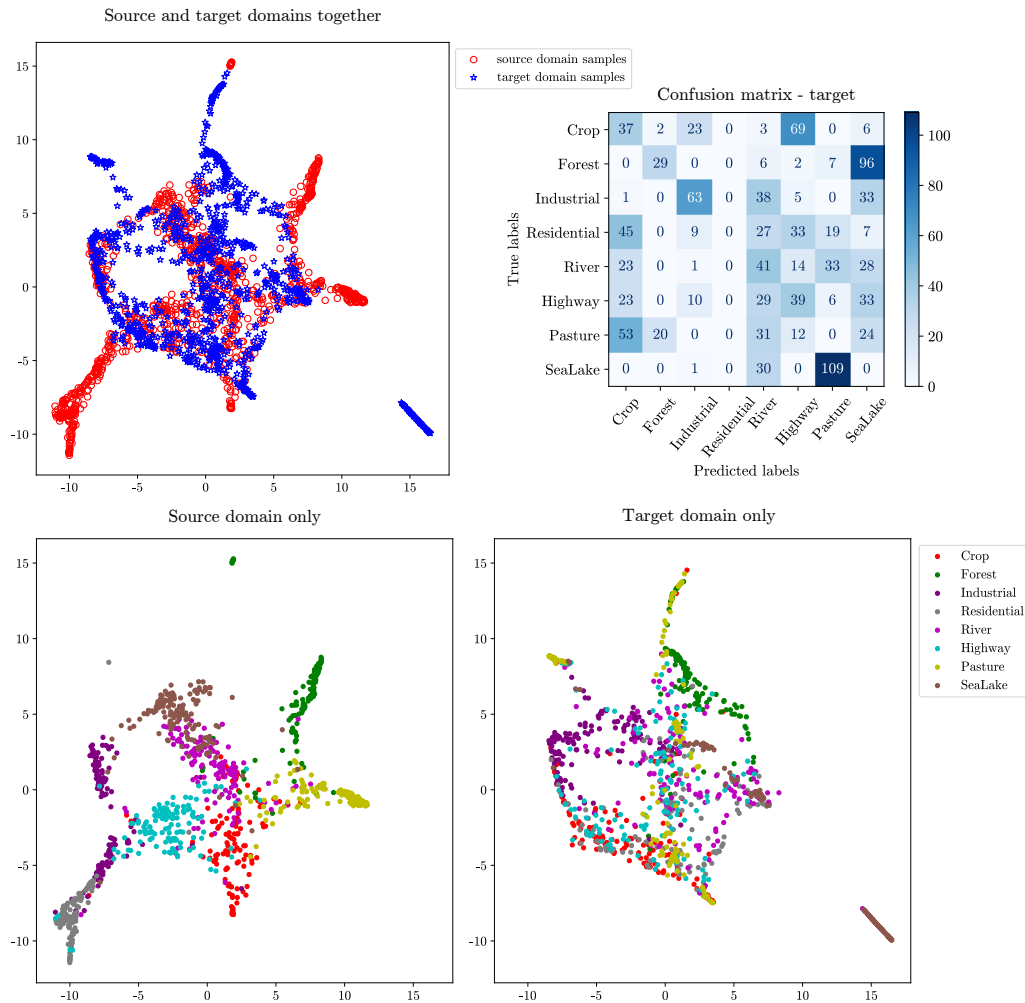 Source and target domains together
15
10
5
0
-5
-10
-10 -5 0 5 10 15
source domain samples
target domain samples
Confusion matrix - target
True labels
Crop 37 2 23 0 3 69 0 6
Forest 0 29 0 0 6 2 7 96
Industrial 1 0 63 0 38 5 0 33
Residential 45 0 9 0 27 33 19 7
River 23 0 1 0 41 14 33 28
Highway 23 0 10 0 29 39 6 33
Pasture 53 20 0 0 31 12 0 24
SeaLake 0 0 1 0 30 0 109 0
Crop Forest Industrial Residential River Highway Pasture SeaLake
Predicted labels
100
80
60
40
20
0
Source domain only
15
10
5
0
-5
-10
-10 -5 0 5 10 15
Target domain only
15
10
5
0
-5
-10
-10 -5 0 5 10 15
Crop
Forest
Industrial
Residential
River
Highway
Pasture
SeaLake